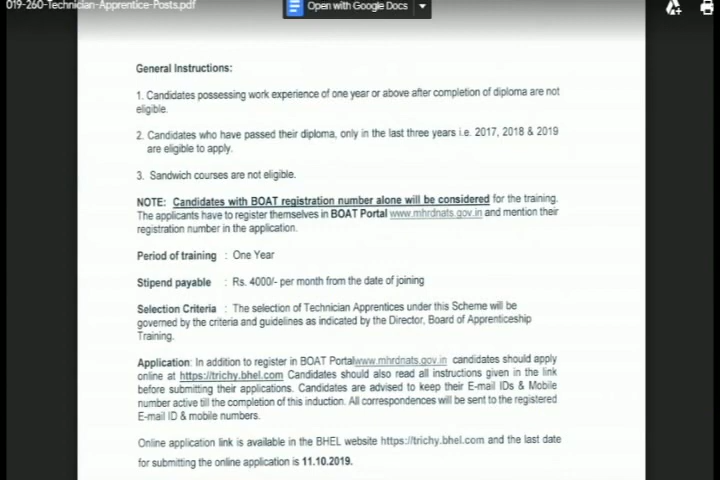 019-260-Technician-Apprentice-Posts.pdf
Open with Google Docs
General Instructions:
1. Candidates possessing work experience of one year or above after completion of diploma are not
eligible.
2. Candidates who have passed their diploma, only in the last three years i.e. 2017, 2018 & 2019
are eligible to apply.
3. Sandwich courses are not eligible.
NOTE: Candidates with BOAT registration number alone will be considered for the training.
The applicants have to register themselves in BOAT Portal www.mhrdnats.gov.in and mention their
registration number in the application.
Period of training : One Year
Stipend payable : Rs. 4000/- per month from the date of joining
Selection Criteria : The selection of Technician Apprentices under this Scheme will be
governed by the criteria and guidelines as indicated by the Director, Board of Apprenticeship
Training.
Application: In addition to register in BOAT Portalwww.mhrdnats.gov.in candidates should apply
online at https://trichy.bhel.com Candidates should also read all instructions given in the link
before submitting their applications. Candidates are advised to keep their E-mail IDs & Mobile
number active till the completion of this induction. All correspondences will be sent to the registered
E-mail ID & mobile numbers.
Online application link is available in the BHEL website https://trichy.bhel.com and the last date
for submitting the online application is 11.10.2019.